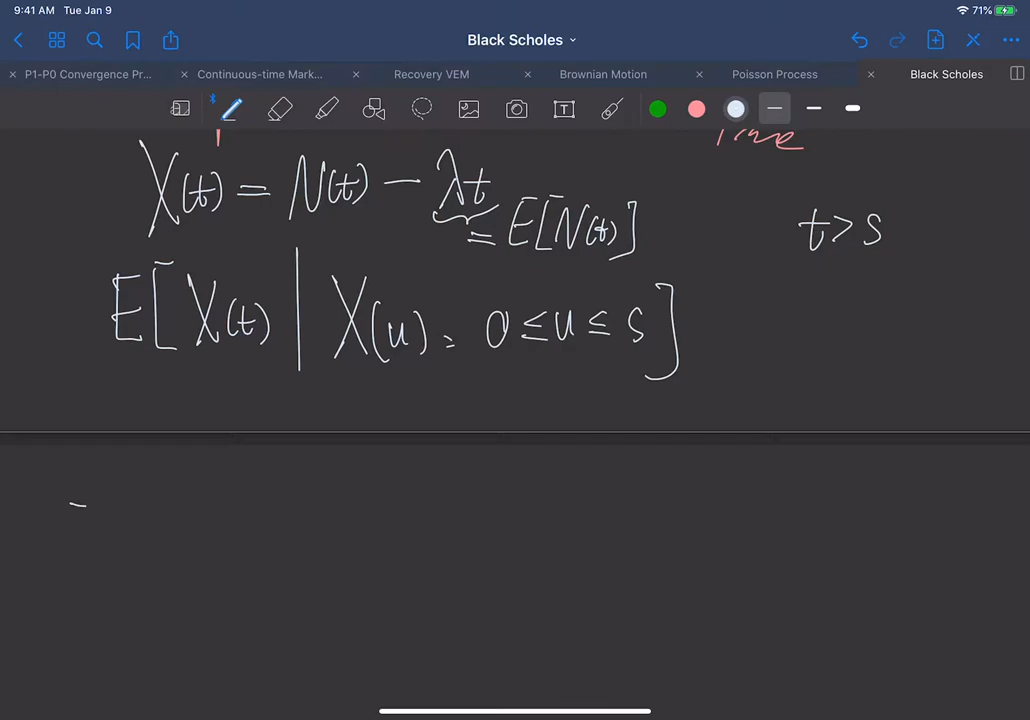 9:41 AM Tue Jan 9 71%
Black Scholes
P1-P0 Convergence Pr... Continuous-time Mark... Recovery VEM Brownian Motion Poisson Process Black Scholes
Time
X(t) = N(t) - λt
= E[N(t)] t > s
E[X(t) | X(u), 0 ≤ u ≤ s]